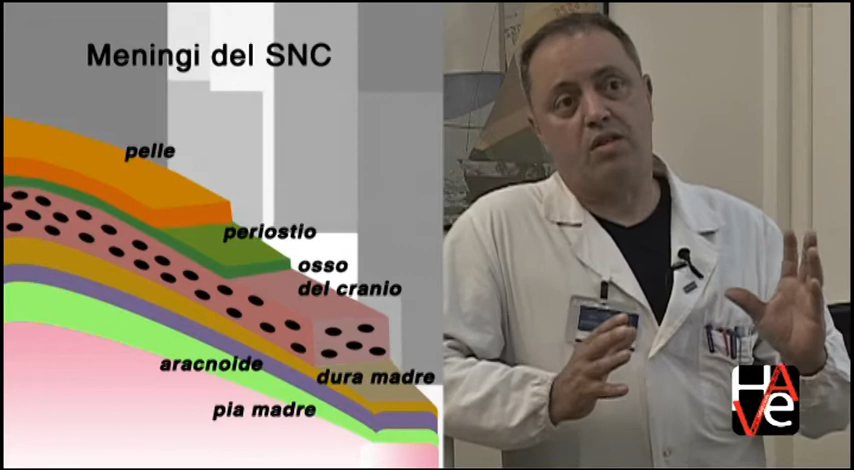 Meningi del SNC
pelle
periostio
osso
del cranio
aracnoide
dura madre
pia madre
HAVe